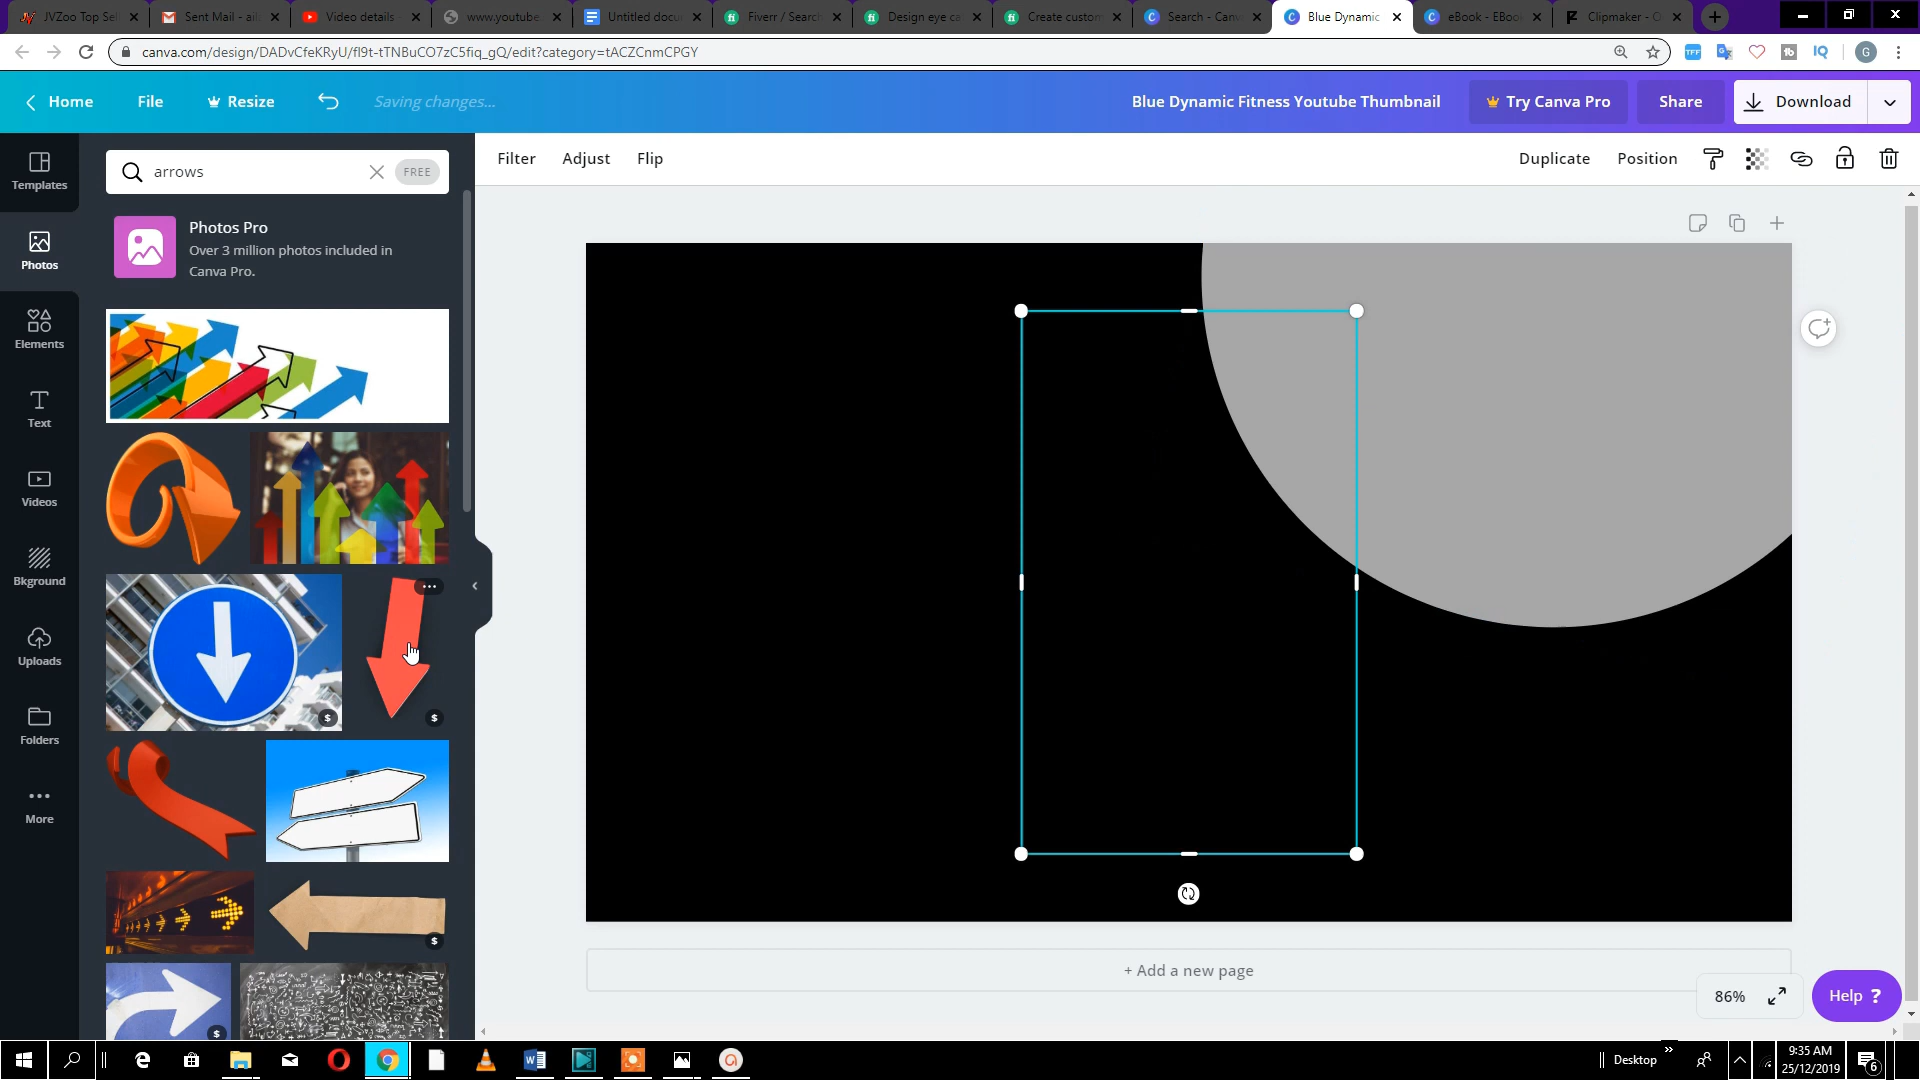 JVZoo Top Sel
Sent Mail - ail
Video details
www.youtube
Untitled docu
Fiverr / Search
Design eye ca
Create custom
Search - Canv
Blue Dynamic
eBook - EBoo
Clipmaker - O
canva.com/design/DADvCfeKRyU/fl9t-tTNBuCO7zC5fiq_gQ/edit?category=tACZCnmCPGY
TFF
IQ
G
Home
File
Resize
Saving changes...
Blue Dynamic Fitness Youtube Thumbnail
Try Canva Pro
Share
Download
Templates
Photos
Elements
Text
Videos
Bkground
Uploads
Folders
More
arrows
FREE
Photos Pro
Over 3 million photos included in
Canva Pro.
$
$
$
$
Filter
Adjust
Flip
Duplicate
Position
+ Add a new page
86%
Help ?
Desktop
9:35 AM
25/12/2019
6